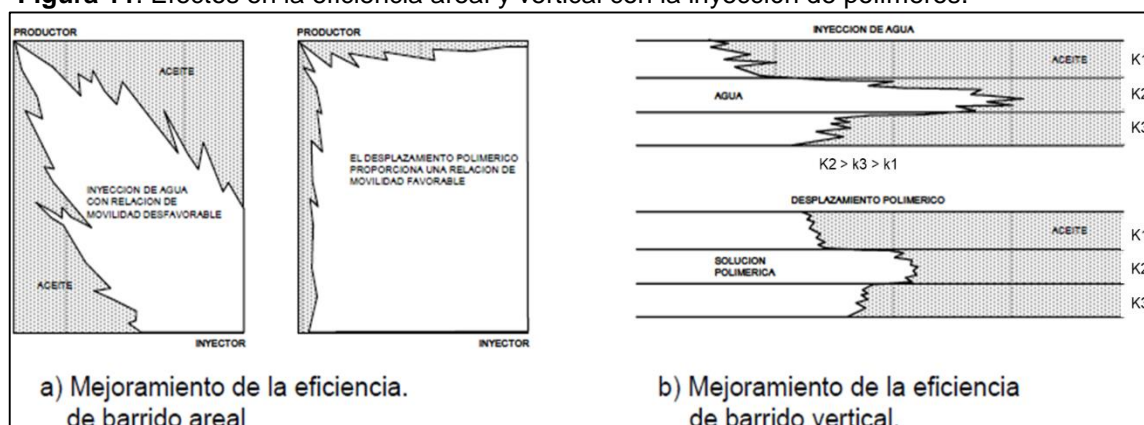 Figura 11. Efectos en la eficiencia areal y vertical con la inyección de polímeros.
PRODUCTOR
ACEITE
INYECCION DE AGUA
CON RELACION DE
MOVILIDAD DESFAVORABLE
ACEITE
INYECTOR
PRODUCTOR
EL DESPLAZAMIENTO POLIMERICO
PROPORCIONA UNA RELACION DE
MOVILIDAD FAVORABLE
INYECTOR
a) Mejoramiento de la eficiencia.
de barrido areal
INYECCION DE AGUA
ACEITE
K1
AGUA
K2
K3
K2 > k3 > k1
DESPLAZAMIENTO POLIMERICO
ACEITE
K1
SOLUCION
POLIMERICA
K2
K3
b) Mejoramiento de la eficiencia
de barrido vertical.